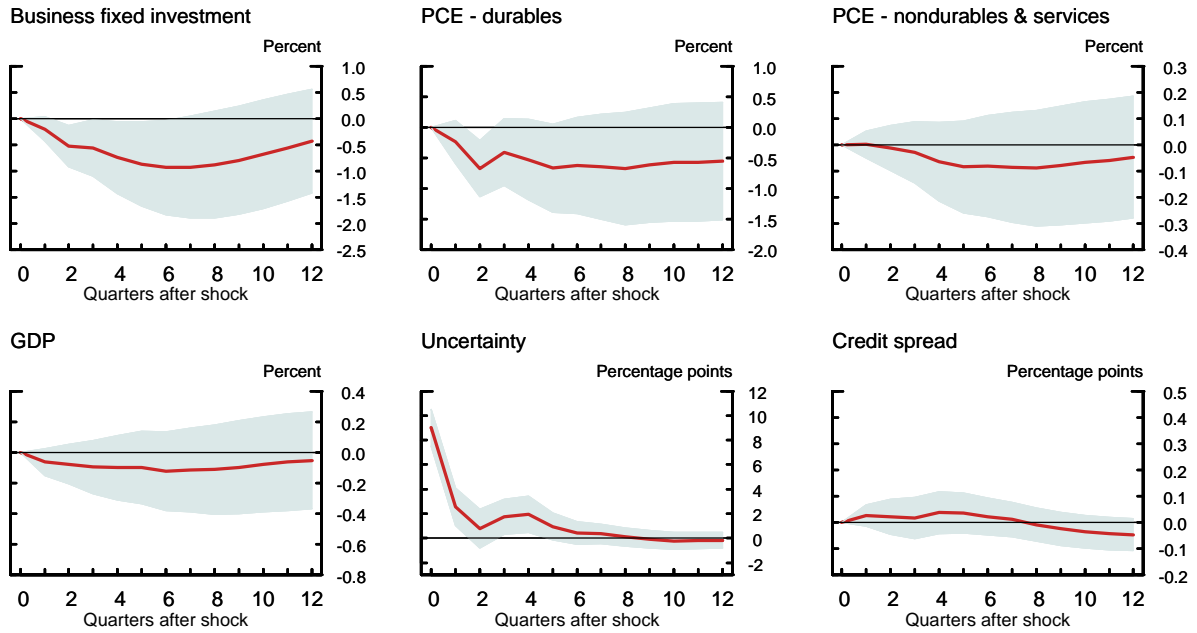 Business fixed investment
Percent
1.0
0.5
0.0
-0.5
-1.0
-1.5
-2.0
-2.5
0 2 4 6 8 10 12
Quarters after shock
PCE - durables
Percent
1.0
0.5
0.0
-0.5
-1.0
-1.5
-2.0
0 2 4 6 8 10 12
Quarters after shock
PCE - nondurables & services
Percent
0.3
0.2
0.1
0.0
-0.1
-0.2
-0.3
-0.4
0 2 4 6 8 10 12
Quarters after shock
GDP
Percent
0.4
0.2
0.0
-0.2
-0.4
-0.6
-0.8
0 2 4 6 8 10 12
Quarters after shock
Uncertainty
Percentage points
12
10
8
6
4
2
0
-2
0 2 4 6 8 10 12
Quarters after shock
Credit spread
Percentage points
0.5
0.4
0.3
0.2
0.1
0.0
-0.1
-0.2
0 2 4 6 8 10 12
Quarters after shock